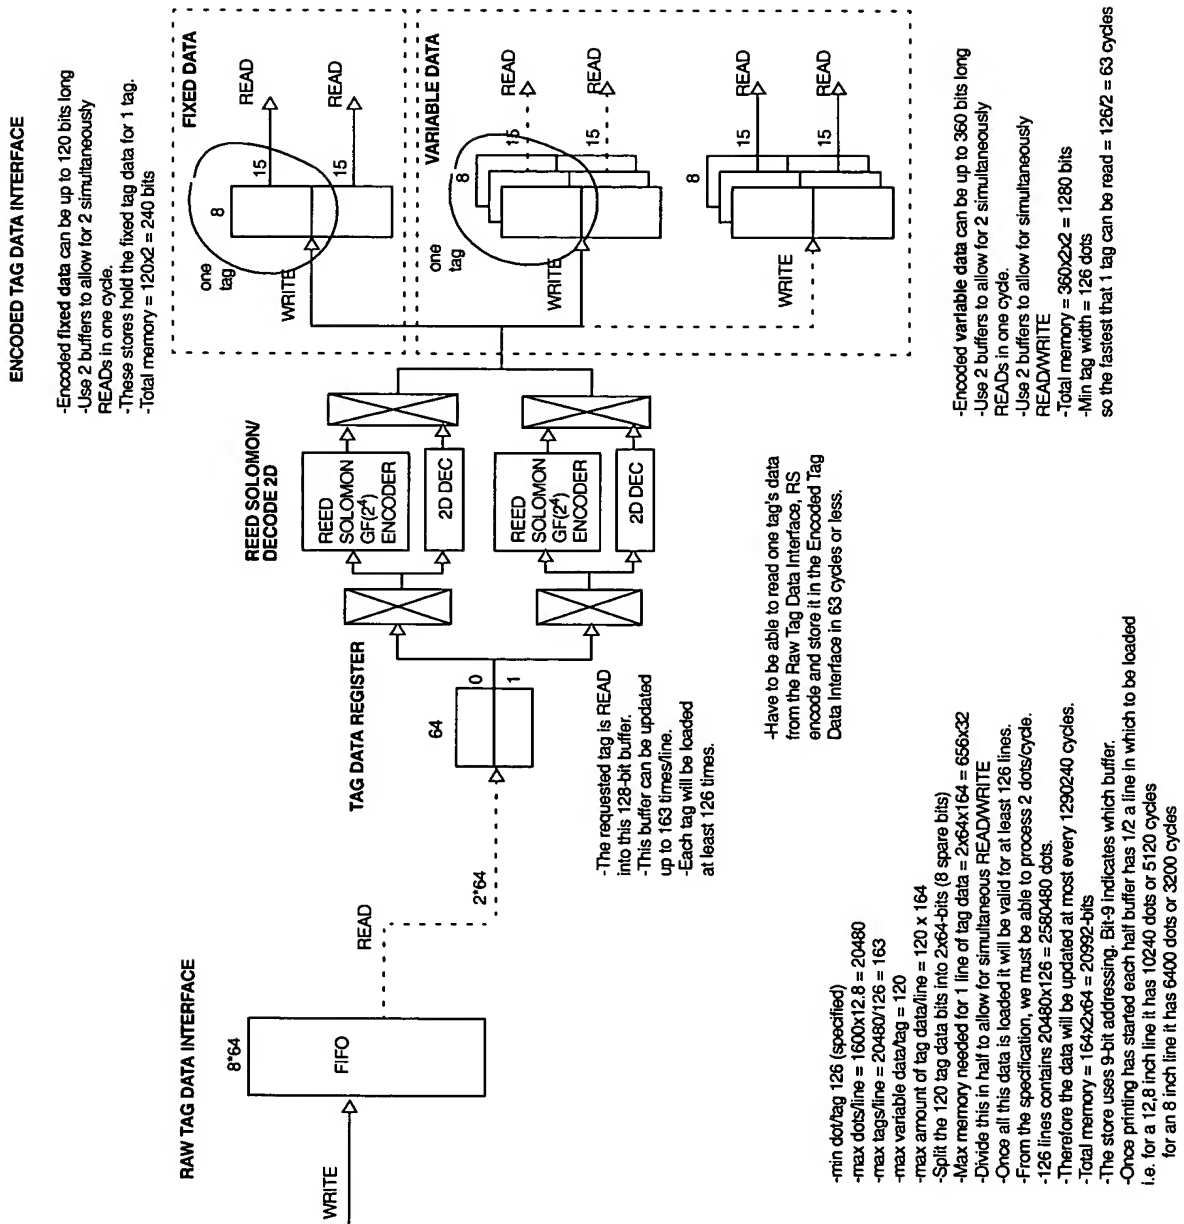 RAW TAG DATA INTERFACE
WRITE
8*64
FIFO
READ
2*64
TAG DATA REGISTER
64
0
1
-The requested tag is READ
into this 128-bit buffer.
-This buffer can be updated
up to 163 times/line.
-Each tag will be loaded
at least 126 times.
REED SOLOMON/
DECODE 2D
REED
SOLOMON
GF(2⁴)
ENCODER
2D DEC
REED
SOLOMON
GF(2⁴)
ENCODER
2D DEC
-Have to be able to read one tag's data
from the Raw Tag Data Interface, RS
encode and store it in the Encoded Tag
Data Interface in 63 cycles or less.
ENCODED TAG DATA INTERFACE
-Encoded fixed data can be up to 120 bits long
-Use 2 buffers to allow for 2 simultaneously
READs in one cycle.
-These stores hold the fixed tag data for 1 tag.
-Total memory = 120x2 = 240 bits
FIXED DATA
one
tag
8
15
READ
15
READ
WRITE
VARIABLE DATA
one
tag
8
15
READ
15
READ
WRITE
8
15
READ
15
READ
WRITE
-Encoded variable data can be up to 360 bits long
-Use 2 buffers to allow for 2 simultaneously
READs in one cycle.
-Use 2 buffers to allow for simultaneously
READ/WRITE
-Total memory = 360x2x2 = 1280 bits
-Min tag width = 126 dots
so the fastest that 1 tag can be read = 126/2 = 63 cycles
-min dot/tag 126 (specified)
-max dots/line = 1600x12.8 = 20480
-max tags/line = 20480/126 = 163
-max variable data/tag = 120
-max amount of tag data/line = 120 x 164
-Split the 120 tag data bits into 2x64-bits (8 spare bits)
-Max memory needed for 1 line of tag data = 2x64x164 = 656x32
-Divide this in half to allow for simultaneous READ/WRITE
-Once all this data is loaded it will be valid for at least 126 lines.
-From the specification, we must be able to process 2 dots/cycle.
-126 lines contains 20480x126 = 2580480 dots.
-Therefore the data will be updated at most every 1290240 cycles.
-Total memory = 164x2x64 = 20992-bits
-The store uses 9-bit addressing. Bit-9 indicates which buffer.
-Once printing has started each half buffer has 1/2 a line in which to be loaded
i.e. for a 12,8 inch line it has 10240 dots or 5120 cycles
for an 8 inch line it has 6400 dots or 3200 cycles